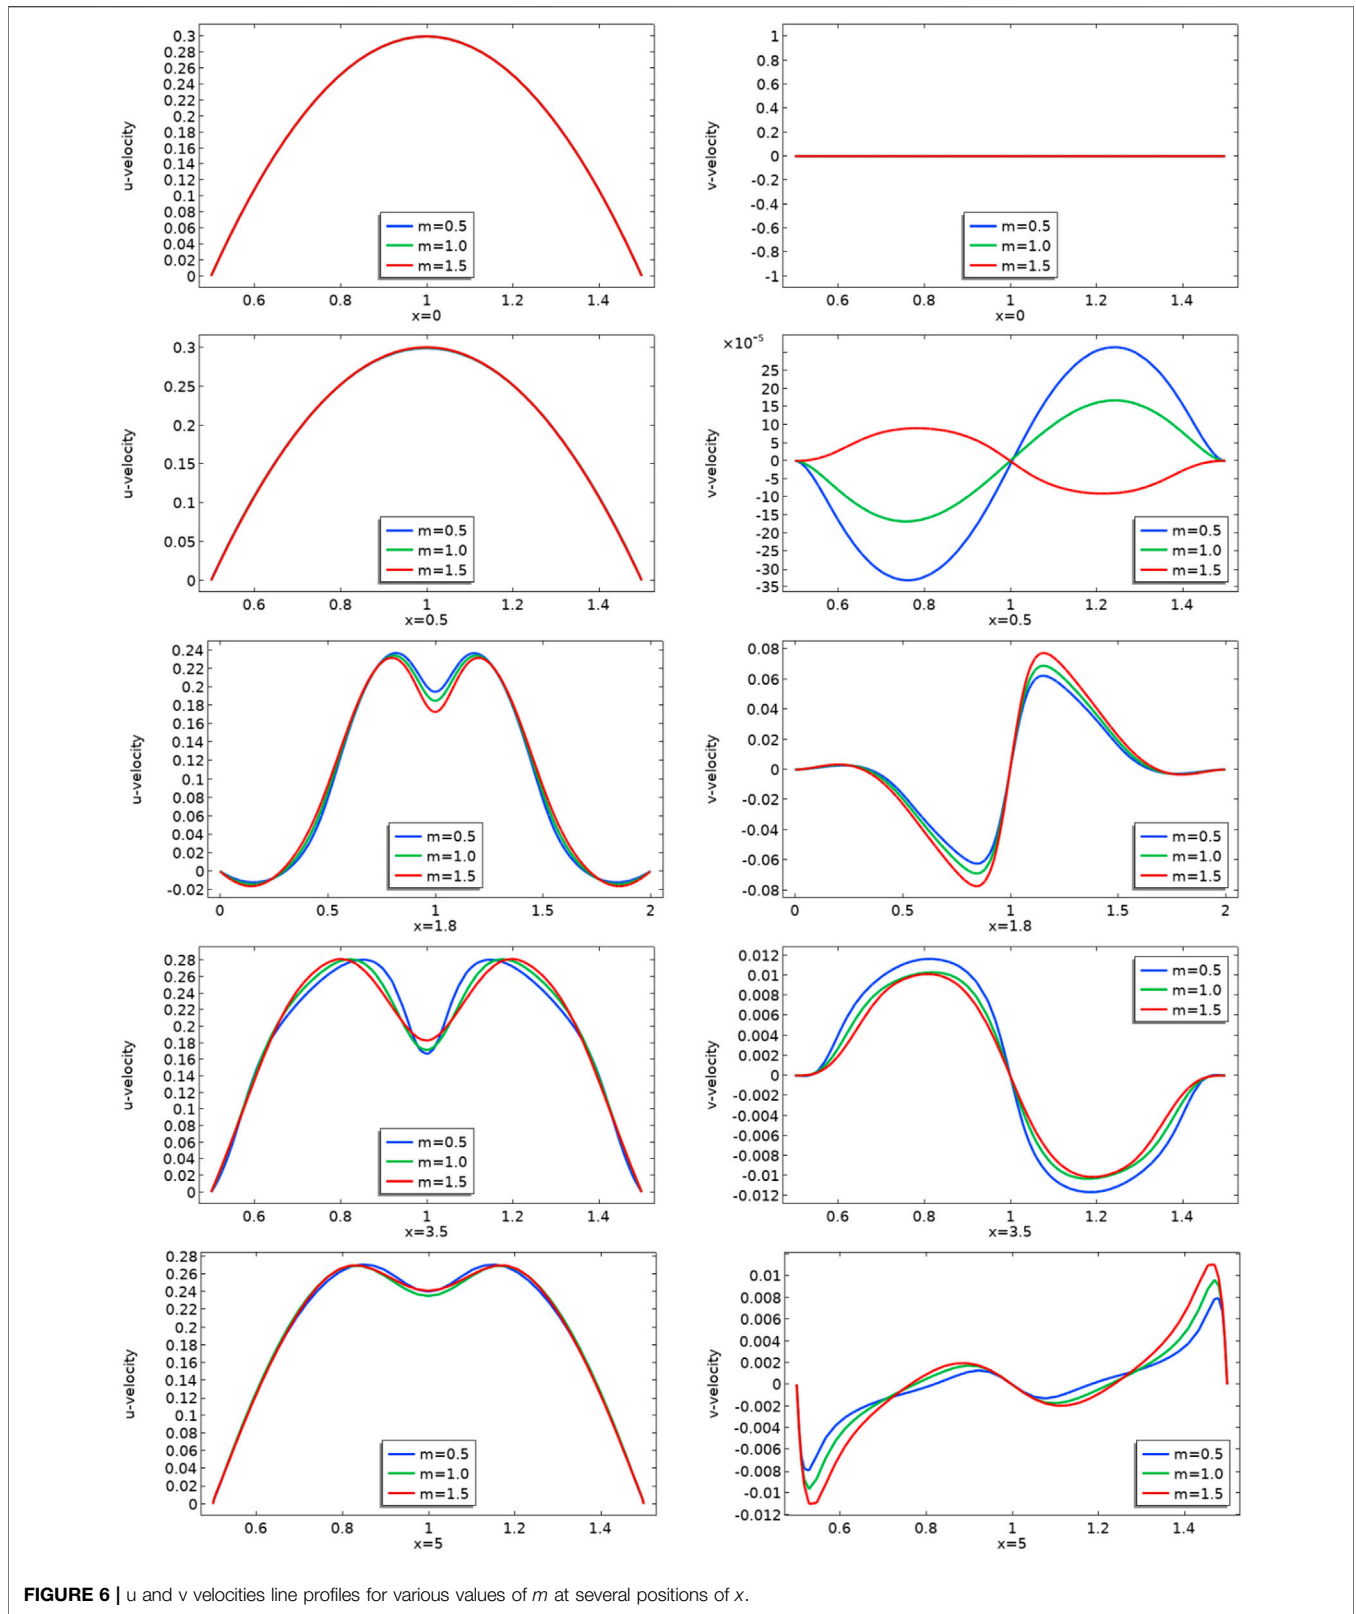 0.3
0.28
0.26
0.24
0.22
0.2
0.18
0.16
0.14
0.12
0.1
0.08
0.06
0.04
0.02
0
u-velocity
m=0.5
m=1.0
m=1.5
0.6 0.8 1 1.2 1.4
x=0
1
0.8
0.6
0.4
0.2
0
-0.2
-0.4
-0.6
-0.8
-1
v-velocity
m=0.5
m=1.0
m=1.5
0.6 0.8 1 1.2 1.4
x=0
0.3
0.25
0.2
0.15
0.1
0.05
0
u-velocity
m=0.5
m=1.0
m=1.5
0.6 0.8 1 1.2 1.4
x=0.5
×10⁻⁵
25
20
15
10
5
0
-5
-10
-15
-20
-25
-30
-35
v-velocity
m=0.5
m=1.0
m=1.5
0.6 0.8 1 1.2 1.4
x=0.5
0.24
0.22
0.2
0.18
0.16
0.14
0.12
0.1
0.08
0.06
0.04
0.02
0
-0.02
u-velocity
m=0.5
m=1.0
m=1.5
0 0.5 1 1.5 2
x=1.8
0.08
0.06
0.04
0.02
0
-0.02
-0.04
-0.06
-0.08
v-velocity
m=0.5
m=1.0
m=1.5
0 0.5 1 1.5 2
x=1.8
0.28
0.26
0.24
0.22
0.2
0.18
0.16
0.14
0.12
0.1
0.08
0.06
0.04
0.02
0
u-velocity
m=0.5
m=1.0
m=1.5
0.6 0.8 1 1.2 1.4
x=3.5
0.012
0.01
0.008
0.006
0.004
0.002
0
-0.002
-0.004
-0.006
-0.008
-0.01
-0.012
v-velocity
m=0.5
m=1.0
m=1.5
0.6 0.8 1 1.2 1.4
x=3.5
0.28
0.26
0.24
0.22
0.2
0.18
0.16
0.14
0.12
0.1
0.08
0.06
0.04
0.02
0
u-velocity
m=0.5
m=1.0
m=1.5
0.6 0.8 1 1.2 1.4
x=5
0.01
0.008
0.006
0.004
0.002
0
-0.002
-0.004
-0.006
-0.008
-0.01
-0.012
v-velocity
m=0.5
m=1.0
m=1.5
0.6 0.8 1 1.2 1.4
x=5
FIGURE 6 | u and v velocities line profiles for various values of m at several positions of x.